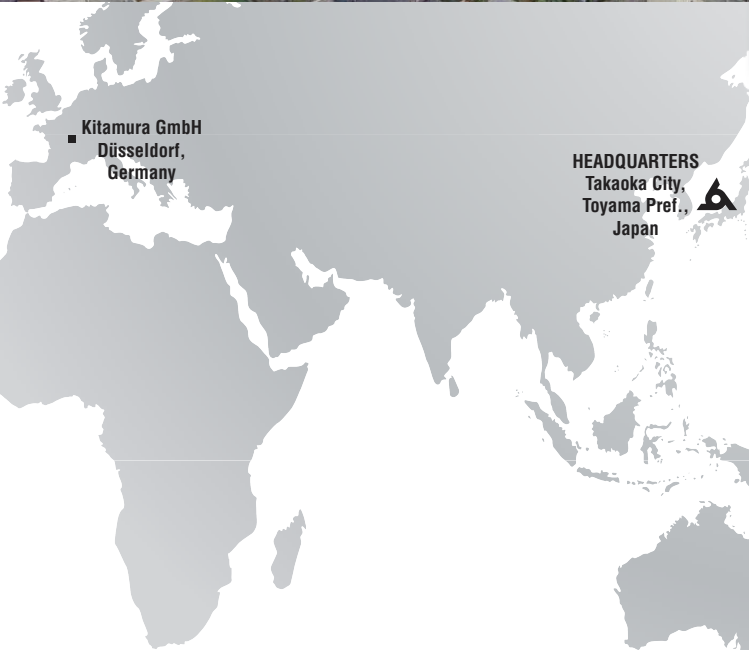 Kitamura GmbH
Düsseldorf,
Germany
HEADQUARTERS
Takaoka City,
Toyama Pref.,
Japan